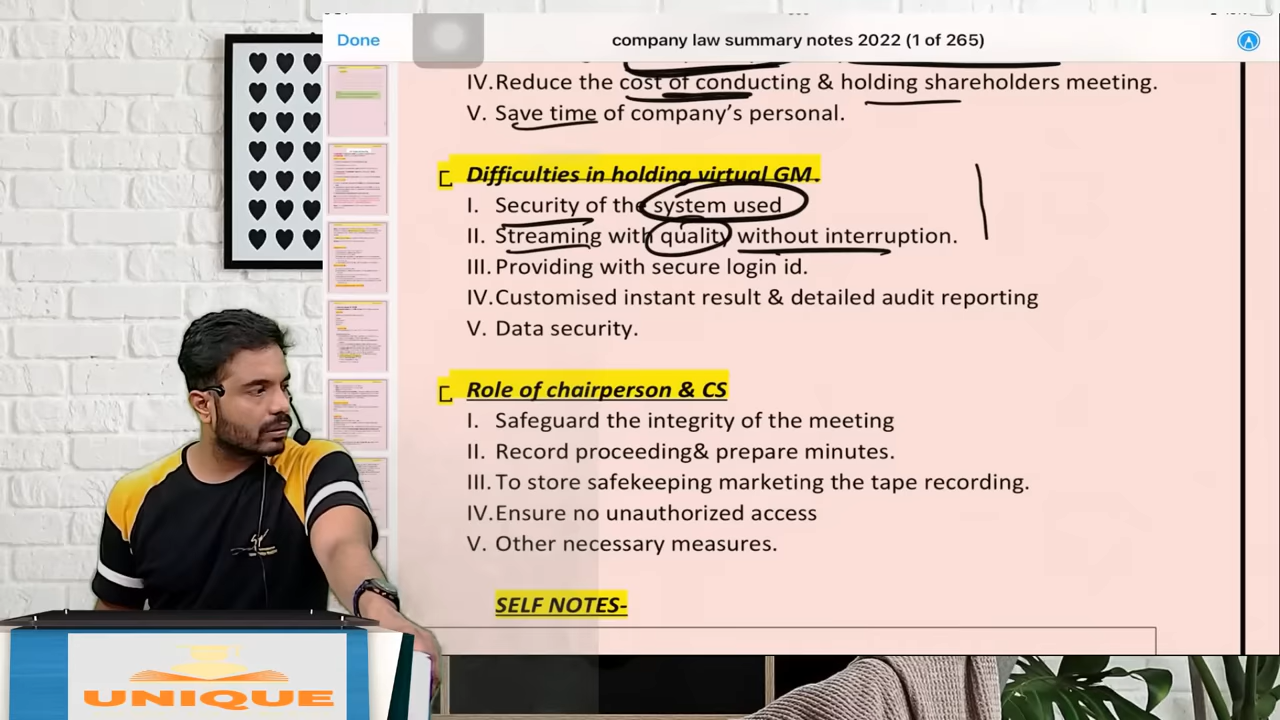 Done
company law summary notes 2022 (1 of 265)
IV.Reduce the cost of conducting & holding shareholders meeting.
V. Save time of company's personal.
Difficulties in holding virtual GM.
I. Security of the system used
II. Streaming with quality without interruption.
III.Providing with secure login id.
IV.Customised instant result & detailed audit reporting
V. Data security.
Role of chairperson & CS
I. Safeguard the integrity of the meeting
II. Record proceeding& prepare minutes.
III.To store safekeeping marketing the tape recording.
IV.Ensure no unauthorized access
V. Other necessary measures.
SELF NOTES-
UNIQUE